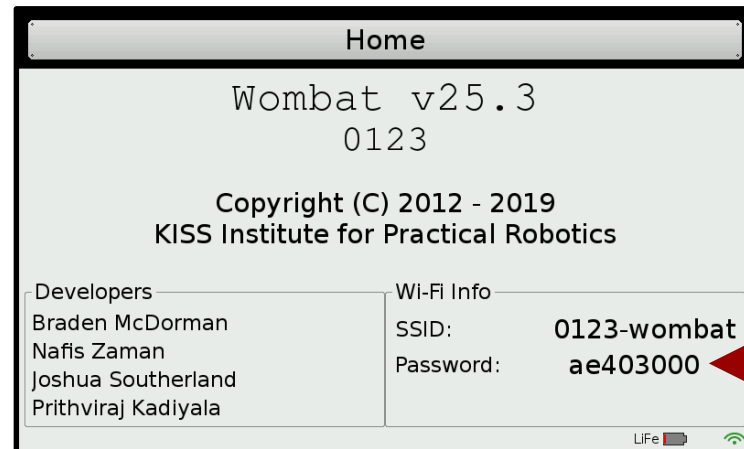 Home
Wombat v25.3
0123
Copyright (C) 2012 - 2019
KISS Institute for Practical Robotics
Developers
Braden McDorman
Nafis Zaman
Joshua Southerland
Prithviraj Kadiyala
Wi-Fi Info
SSID: 0123-wombat
Password: ae403000
LiFe